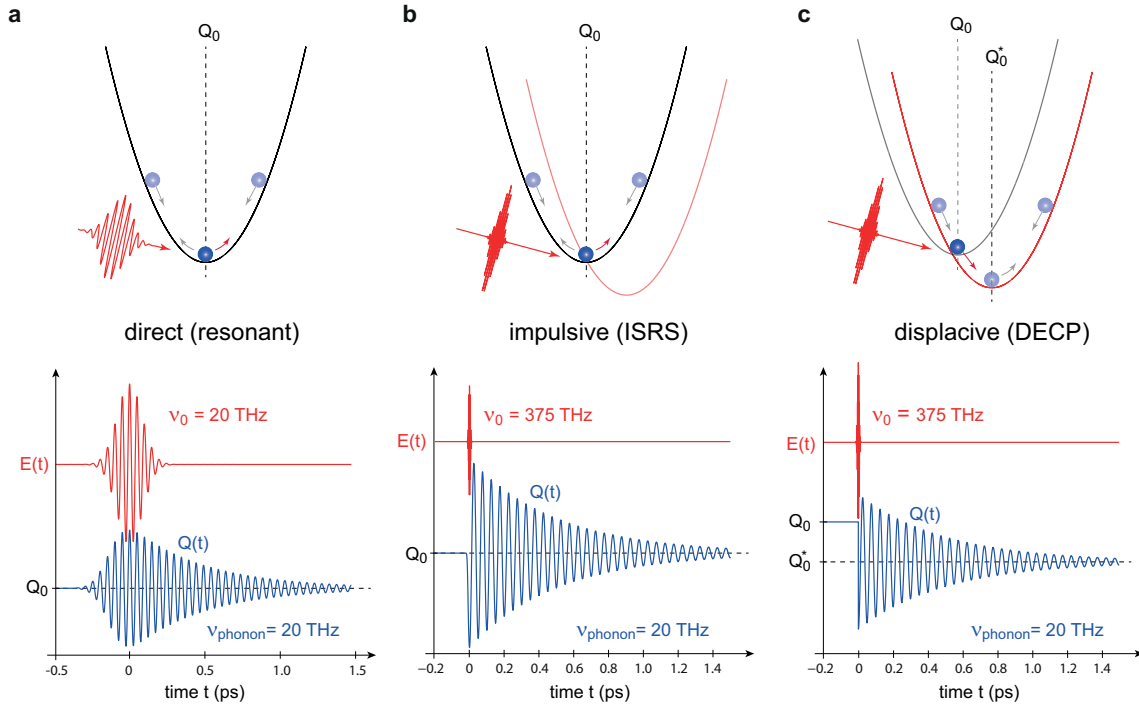 a
Q0
direct (resonant)
ν0 = 20 THz
E(t)
Q(t)
Q0
νphonon= 20 THz
-0.5 0 0.5 1.0 1.5
time t (ps)
b
Q0
impulsive (ISRS)
ν0 = 375 THz
E(t)
Q(t)
Q0
νphonon= 20 THz
−0.2 0 0.2 0.4 0.6 0.8 1.0 1.2 1.4
time t (ps)
c
Q0
Q0*
displacive (DECP)
ν0 = 375 THz
E(t)
Q(t)
Q0
Q0*
νphonon= 20 THz
−0.2 0 0.2 0.4 0.6 0.8 1.0 1.2 1.4
time t (ps)